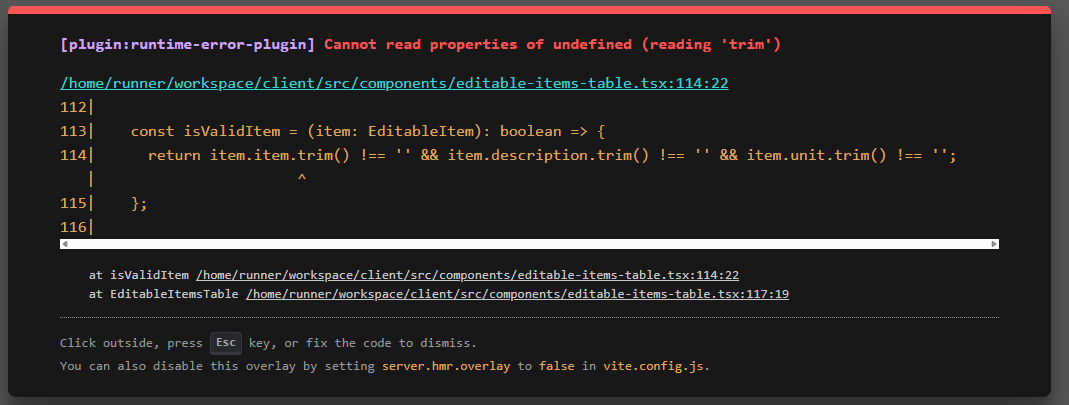 [plugin:runtime-error-plugin] Cannot read properties of undefined (reading 'trim')
/home/runner/workspace/client/src/components/editable-items-table.tsx:114:22
112|
113|    const isValidItem = (item: EditableItem): boolean => {
114|      return item.item.trim() !== '' && item.description.trim() !== '' && item.unit.trim() !== '';
   |                       ^
115|    };
116|
at isValidItem /home/runner/workspace/client/src/components/editable-items-table.tsx:114:22
at EditableItemsTable /home/runner/workspace/client/src/components/editable-items-table.tsx:117:19
Click outside, press Esc key, or fix the code to dismiss.
You can also disable this overlay by setting server.hmr.overlay to false in vite.config.js.